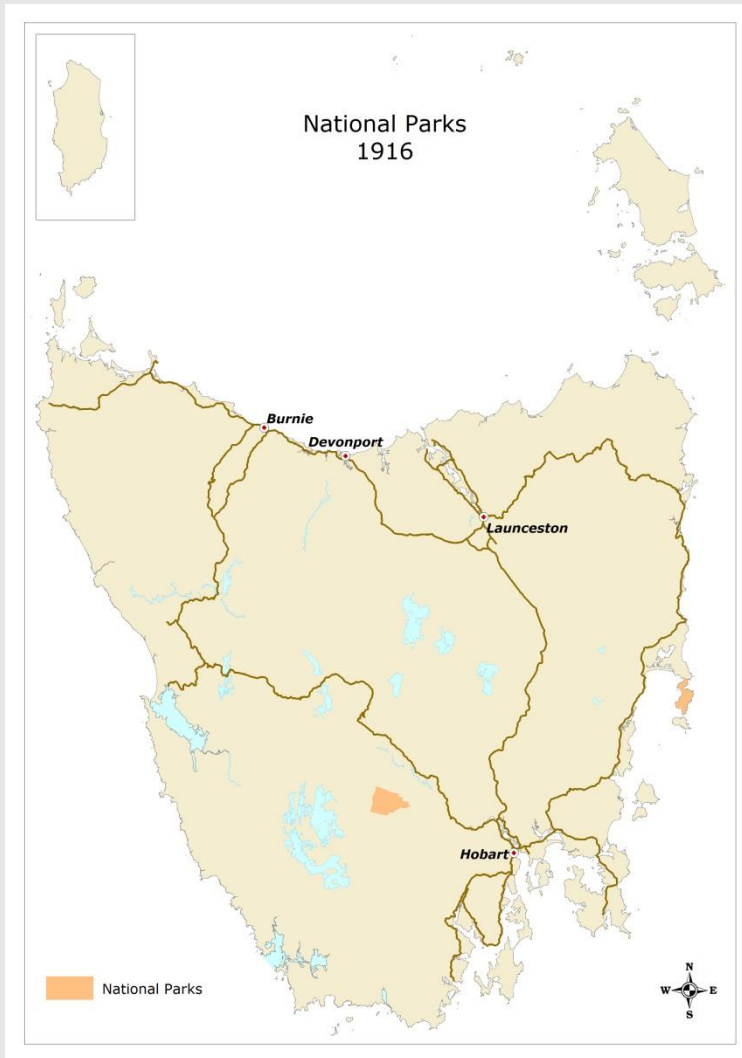 National Parks
1916
Burnie
Devonport
Launceston
Hobart
National Parks
N
W E
S